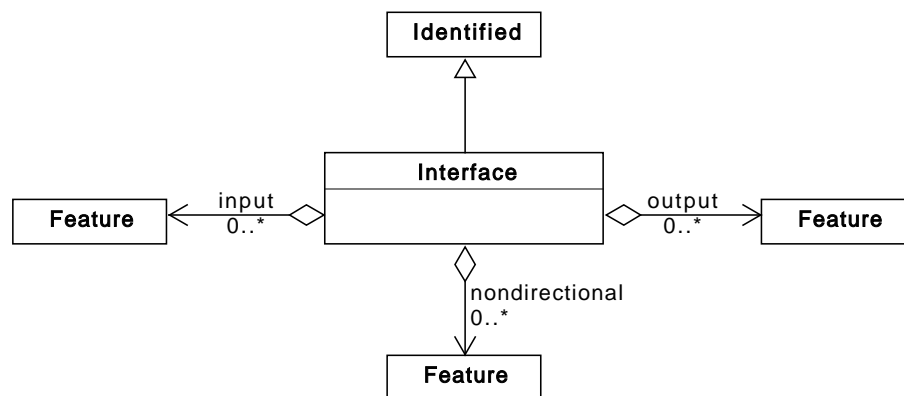 Identified
Interface
Feature
input
0..*
output
0..*
Feature
nondirectional
0..*
Feature